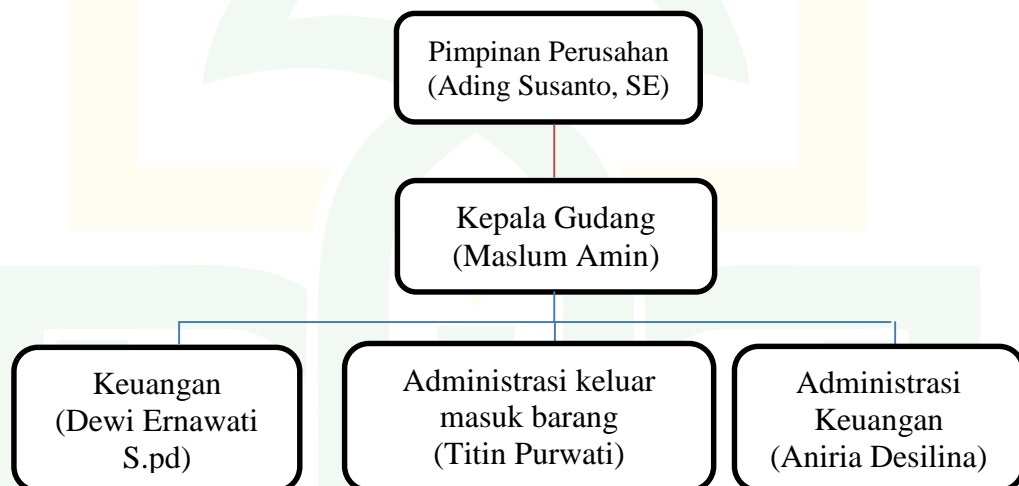 Pimpinan Perusahan
(Ading Susanto, SE)
Kepala Gudang
(Maslum Amin)
Keuangan
(Dewi Ernawati
S.pd)
Administrasi keluar
masuk barang
(Titin Purwati)
Administrasi
Keuangan
(Aniria Desilina)